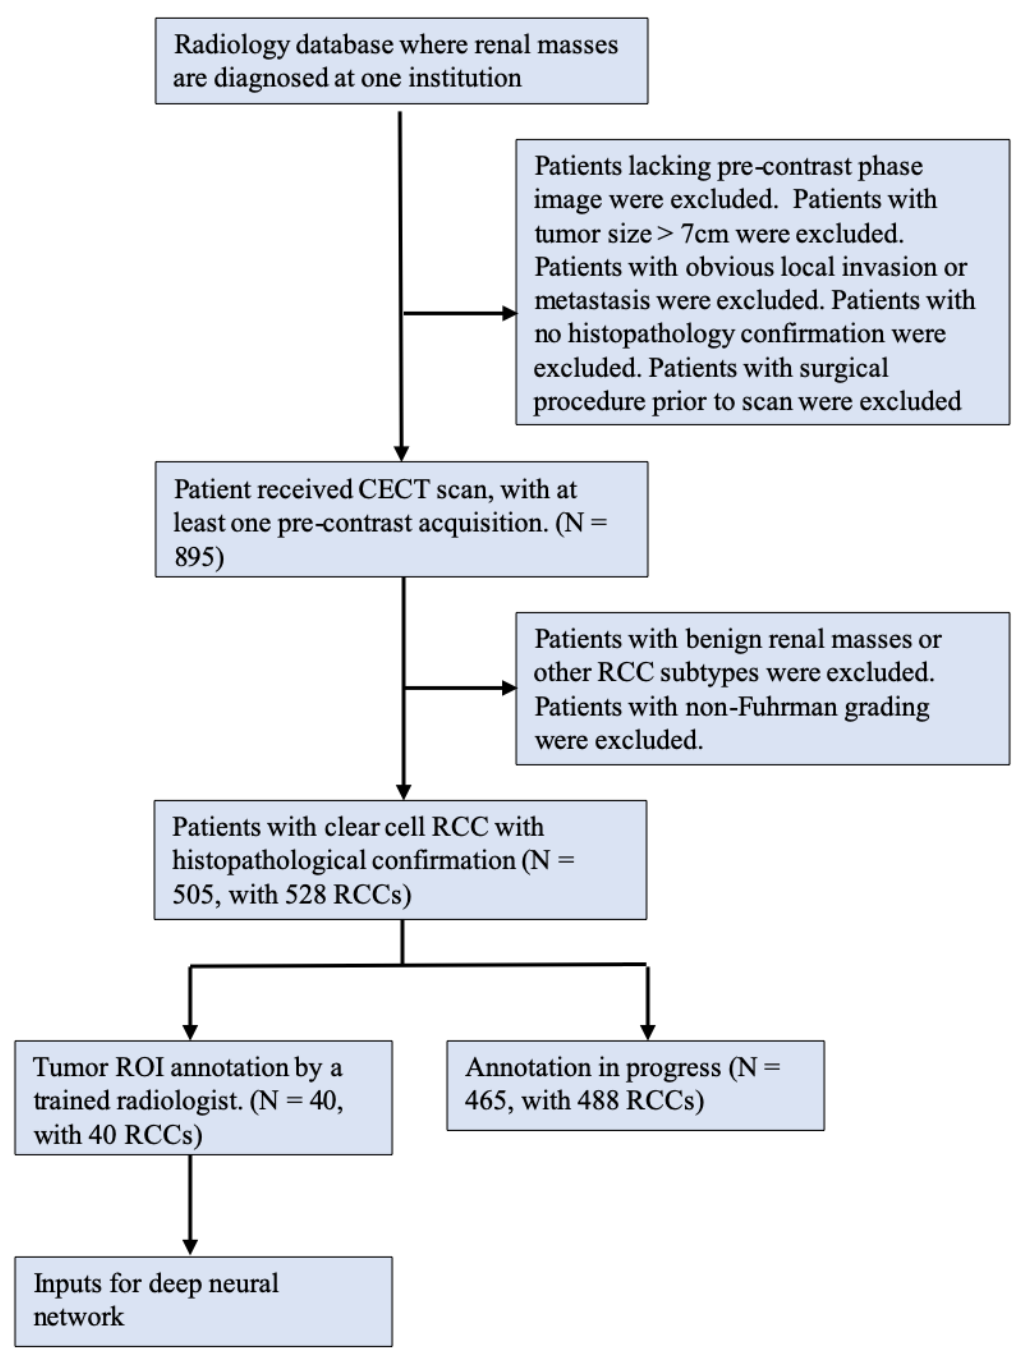 Radiology database where renal masses
are diagnosed at one institution
Patients lacking pre-contrast phase
image were excluded.  Patients with
tumor size > 7cm were excluded.
Patients with obvious local invasion or
metastasis were excluded. Patients with
no histopathology confirmation were
excluded. Patients with surgical
procedure prior to scan were excluded
Patient received CECT scan, with at
least one pre-contrast acquisition. (N =
895)
Patients with benign renal masses or
other RCC subtypes were excluded.
Patients with non-Fuhrman grading
were excluded.
Patients with clear cell RCC with
histopathological confirmation (N =
505, with 528 RCCs)
Tumor ROI annotation by a
trained radiologist. (N = 40,
with 40 RCCs)
Annotation in progress (N =
465, with 488 RCCs)
Inputs for deep neural
network